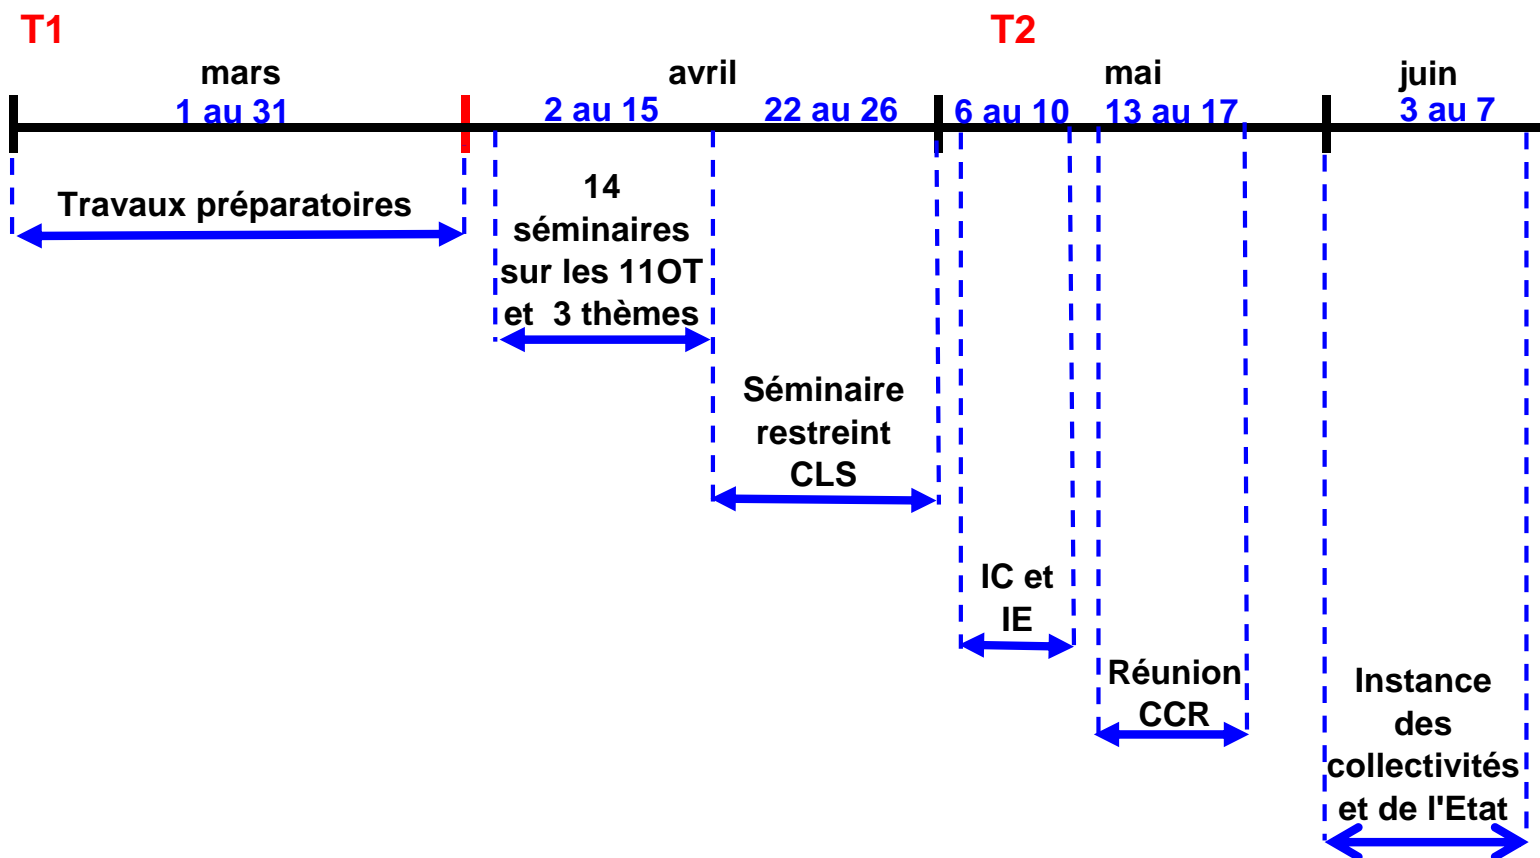 T1
T2
mars
avril
mai
juin
1 au 31
2 au 15
22 au 26
6 au 10
13 au 17
3 au 7
Travaux préparatoires
14
séminaires
sur les 11OT
et 3 thèmes
Séminaire
restreint
CLS
IC et
IE
Réunion
CCR
Instance
des
collectivités
et de l'Etat